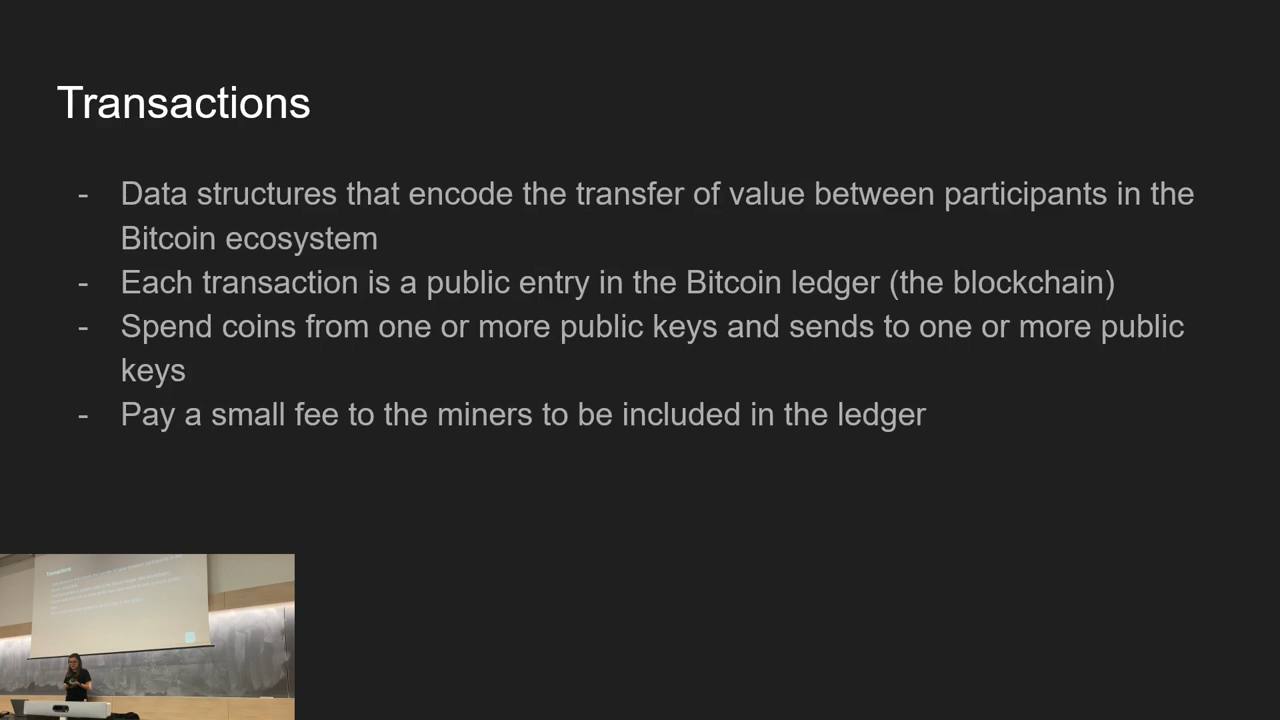 Transactions
- Data structures that encode the transfer of value between participants in the
Bitcoin ecosystem
- Each transaction is a public entry in the Bitcoin ledger (the blockchain)
- Spend coins from one or more public keys and sends to one or more public
keys
- Pay a small fee to the miners to be included in the ledger
Transactions